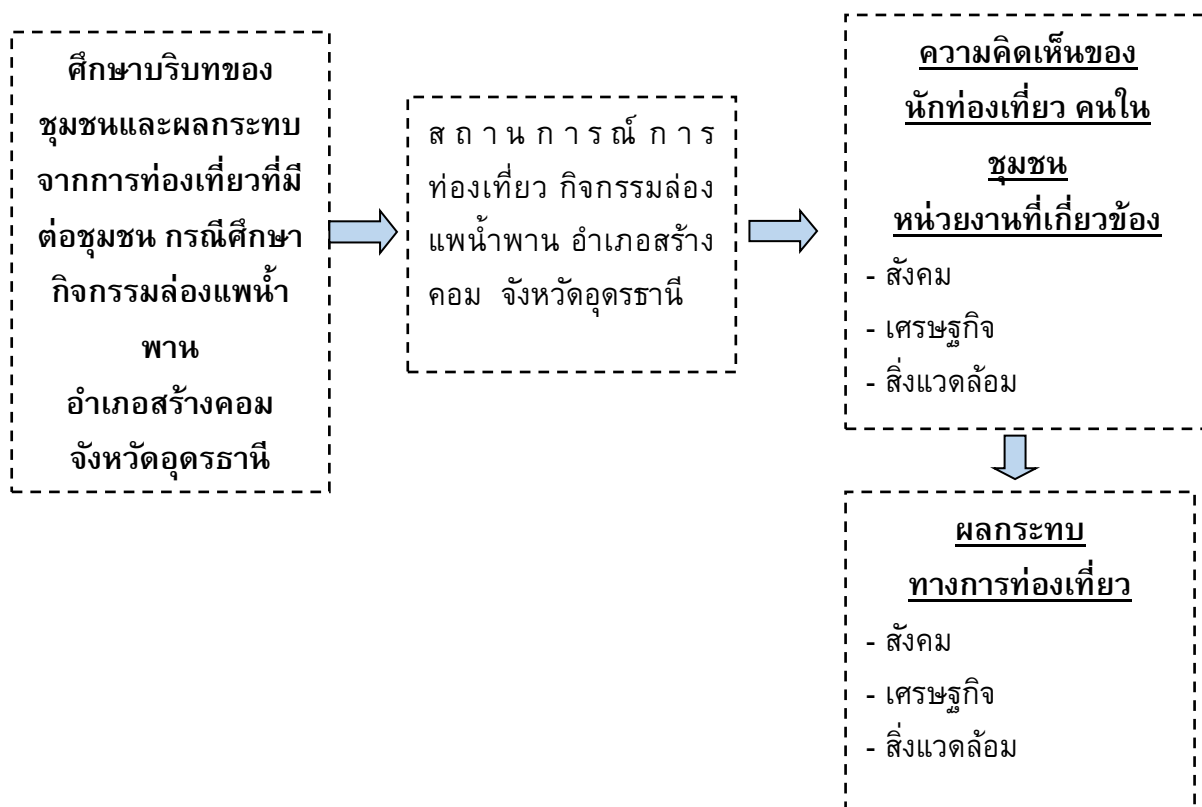 ศึกษาบริบทของ
ชุมชนและผลกระทบ
จากการท่องเที่ยวที่มี
ต่อชุมชน กรณีศึกษา
กิจกรรมล่องแพน้ำ
พาน
อำเภอสร้างคอม
จังหวัดอุดรธานี
สถานการณ์การ
ท่องเที่ยว กิจกรรมล่อง
แพน้ำพาน อำเภอสร้าง
คอม จังหวัดอุดรธานี
ความคิดเห็นของ
นักท่องเที่ยว คนใน
ชุมชน
หน่วยงานที่เกี่ยวข้อง
- สังคม
- เศรษฐกิจ
- สิ่งแวดล้อม
ผลกระทบ
ทางการท่องเที่ยว
- สังคม
- เศรษฐกิจ
- สิ่งแวดล้อม